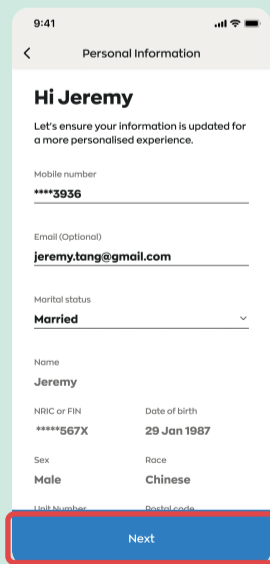 9:41
Personal Information
Hi Jeremy
Let's ensure your information is updated for
a more personalised experience.
Mobile number
****3936
Email (Optional)
jeremy.tang@gmail.com
Marital status
Married
Name
Jeremy
NRIC or FIN Date of birth
*****567X 29 Jan 1987
Sex Race
Male Chinese
Unit Number Postal code
Next